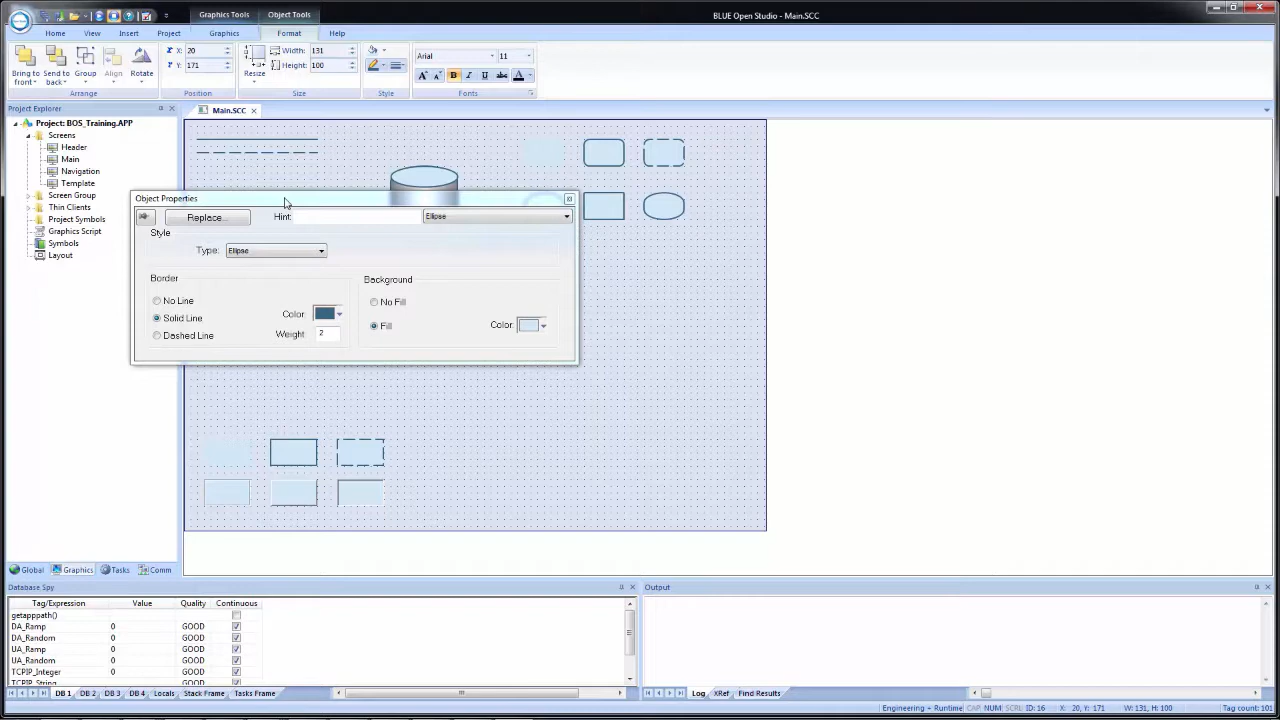 Graphics Tools
Object Tools
BLUE Open Studio - Main.SCC
Home
View
Insert
Project
Graphics
Format
Help
X: 20
Y: 171
Width: 131
Height: 100
Arial
11
Bring to front
Send to back
Group
Align
Rotate
Resize
B I U abc A
Arrange
Position
Size
Style
Fonts
Project Explorer
Main.SCC
Project: BOS_Training.APP
Screens
Header
Main
Navigation
Template
Screen Group
Thin Clients
Project Symbols
Graphics Script
Symbols
Layout
Object Properties
Replace...
Hint:
Ellipse
Style
Type: Ellipse
Border
Background
No Line
No Fill
Solid Line
Color:
Fill
Color:
Dashed Line
Weight: 2
Global
Graphics
Tasks
Comm
Database Spy
Output
Tag/Expression Value Quality Continuous
getapppath()
DA_Ramp 0 GOOD
DA_Random 0 GOOD
UA_Ramp 0 GOOD
UA_Random 0 GOOD
TCPIP_Integer 0 GOOD
TCPIP_String
DB 1 DB 2 DB 3 DB 4 Locals Stack Frame Tasks Frame
Log XRef Find Results
Engineering + Runtime CAP NUM SCRL ID: 16 X: 20, Y: 171 W: 131, H: 100 Tag count: 101